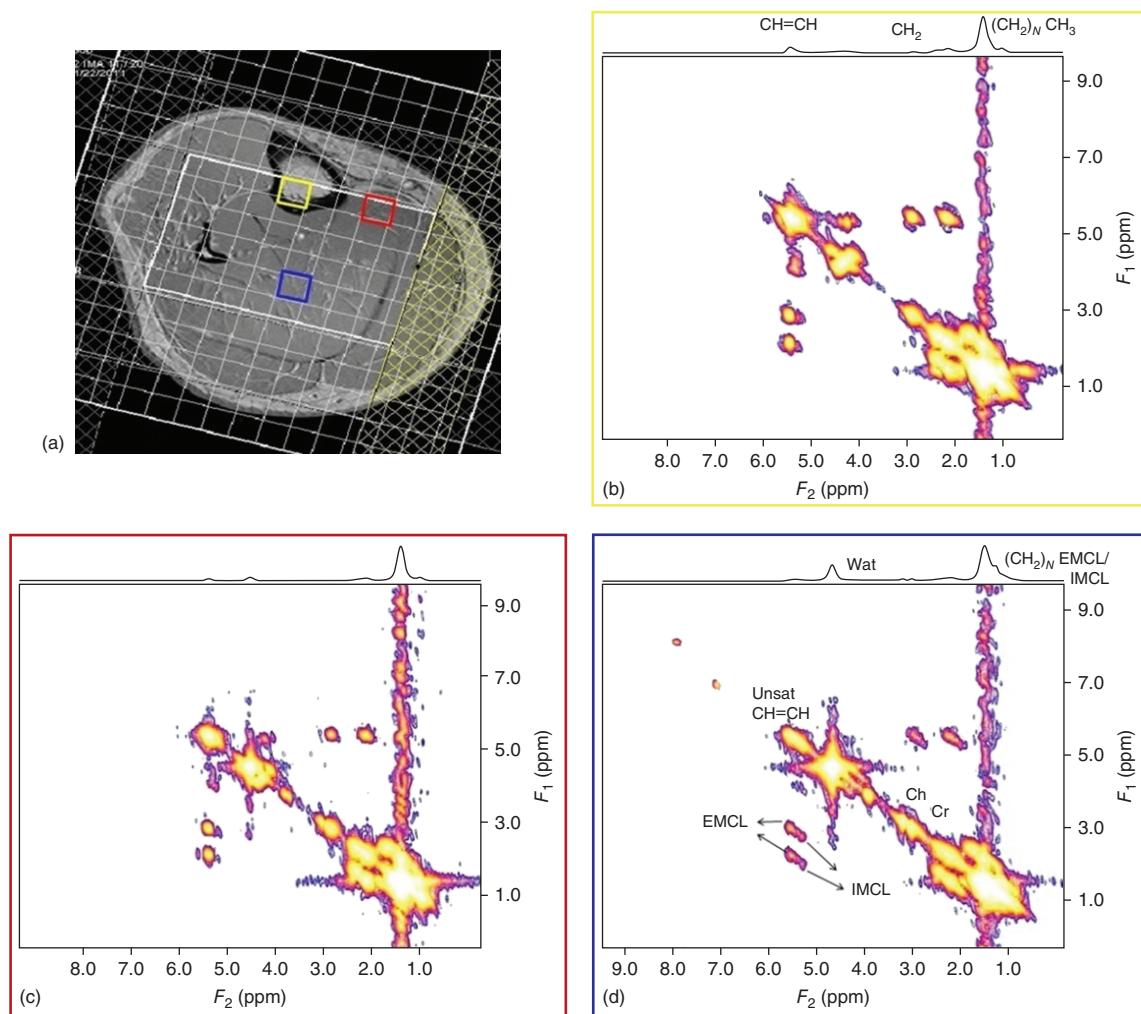 (a)
CH=CH
CH2
(CH2)N CH3
9.0
7.0
5.0
3.0
1.0
F1 (ppm)
8.0 7.0 6.0 5.0 4.0 3.0 2.0 1.0
F2 (ppm)
(b)
9.0
7.0
5.0
3.0
1.0
F1 (ppm)
8.0 7.0 6.0 5.0 4.0 3.0 2.0 1.0
F2 (ppm)
(c)
Wat
(CH2)N EMCL/
IMCL
Unsat
CH=CH
Ch
Cr
EMCL
IMCL
9.0
7.0
5.0
3.0
1.0
F1 (ppm)
9.0 8.0 7.0 6.0 5.0 4.0 3.0 2.0 1.0
F2 (ppm)
(d)